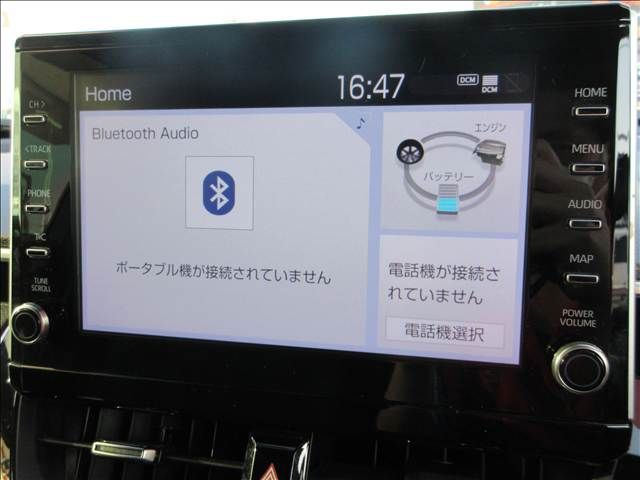 Home
16:47
DCM
DCM
Bluetooth Audio
ポータブル機が接続されていません
エンジン
バッテリー
電話機が接続さ
れていません
電話機選択
CH >
< TRACK
PHONE
TUNE
SCROLL
HOME
MENU
AUDIO
MAP
POWER
VOLUME